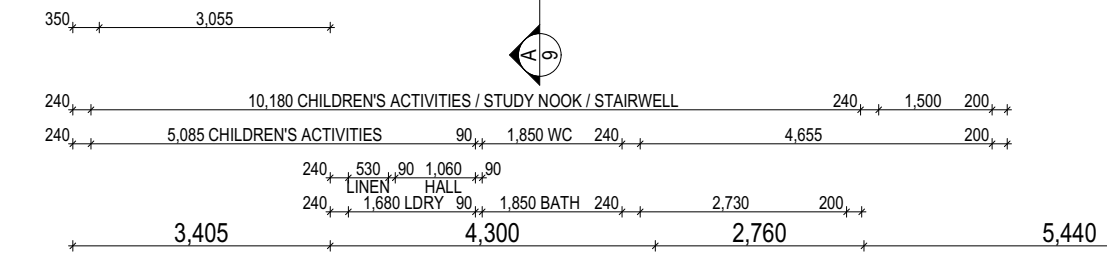 350 3,055
A
9
240 10,180 CHILDREN'S ACTIVITIES / STUDY NOOK / STAIRWELL 240 1,500 200
240 5,085 CHILDREN'S ACTIVITIES 90 1,850 WC 240 4,655 200
240 530 90 1,060 90
LINEN HALL
240 1,680 LDRY 90 1,850 BATH 240 2,730 200
3,405 4,300 2,760 5,440